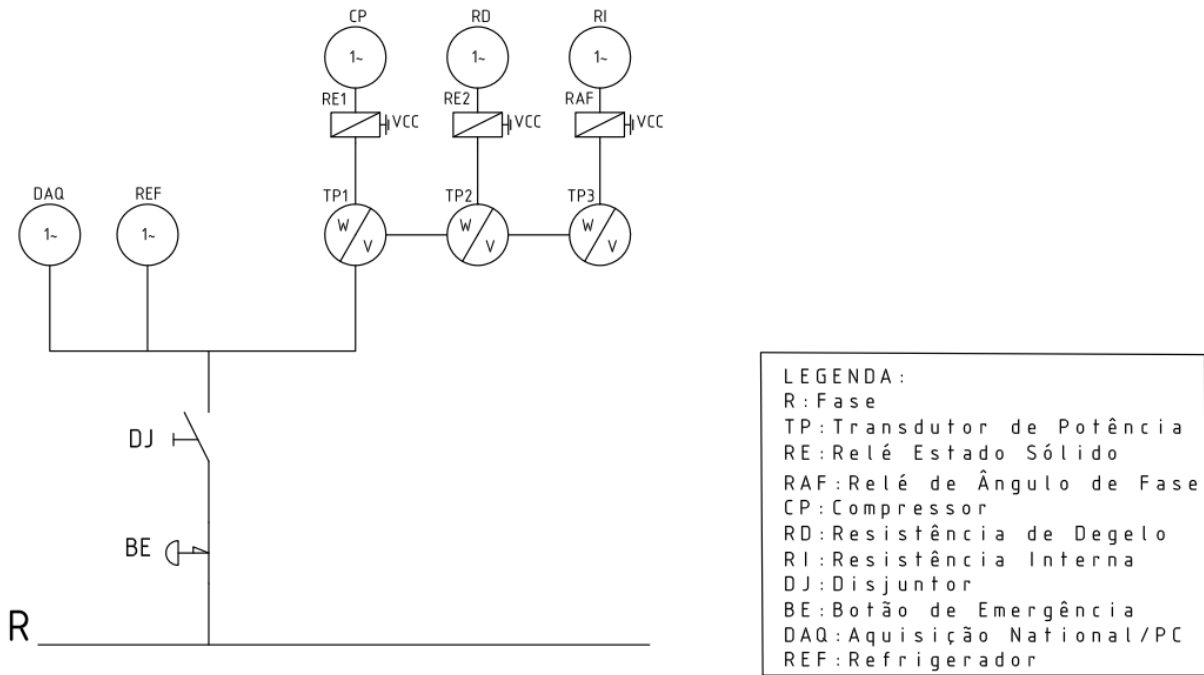 CP RD RI
1~ 1~ 1~
RE1 RE2 RAF
VCC VCC VCC
DAQ REF TP1 TP2 TP3
1~ 1~ W V W V W V
DJ
BE
R
LEGENDA:
R:Fase
TP:Transdutor de Potência
RE:Relé Estado Sólido
RAF:Relé de Ângulo de Fase
CP:Compressor
RD:Resistência de Degelo
RI:Resistência Interna
DJ:Disjuntor
BE:Botão de Emergência
DAQ:Aquisição National/PC
REF:Refrigerador